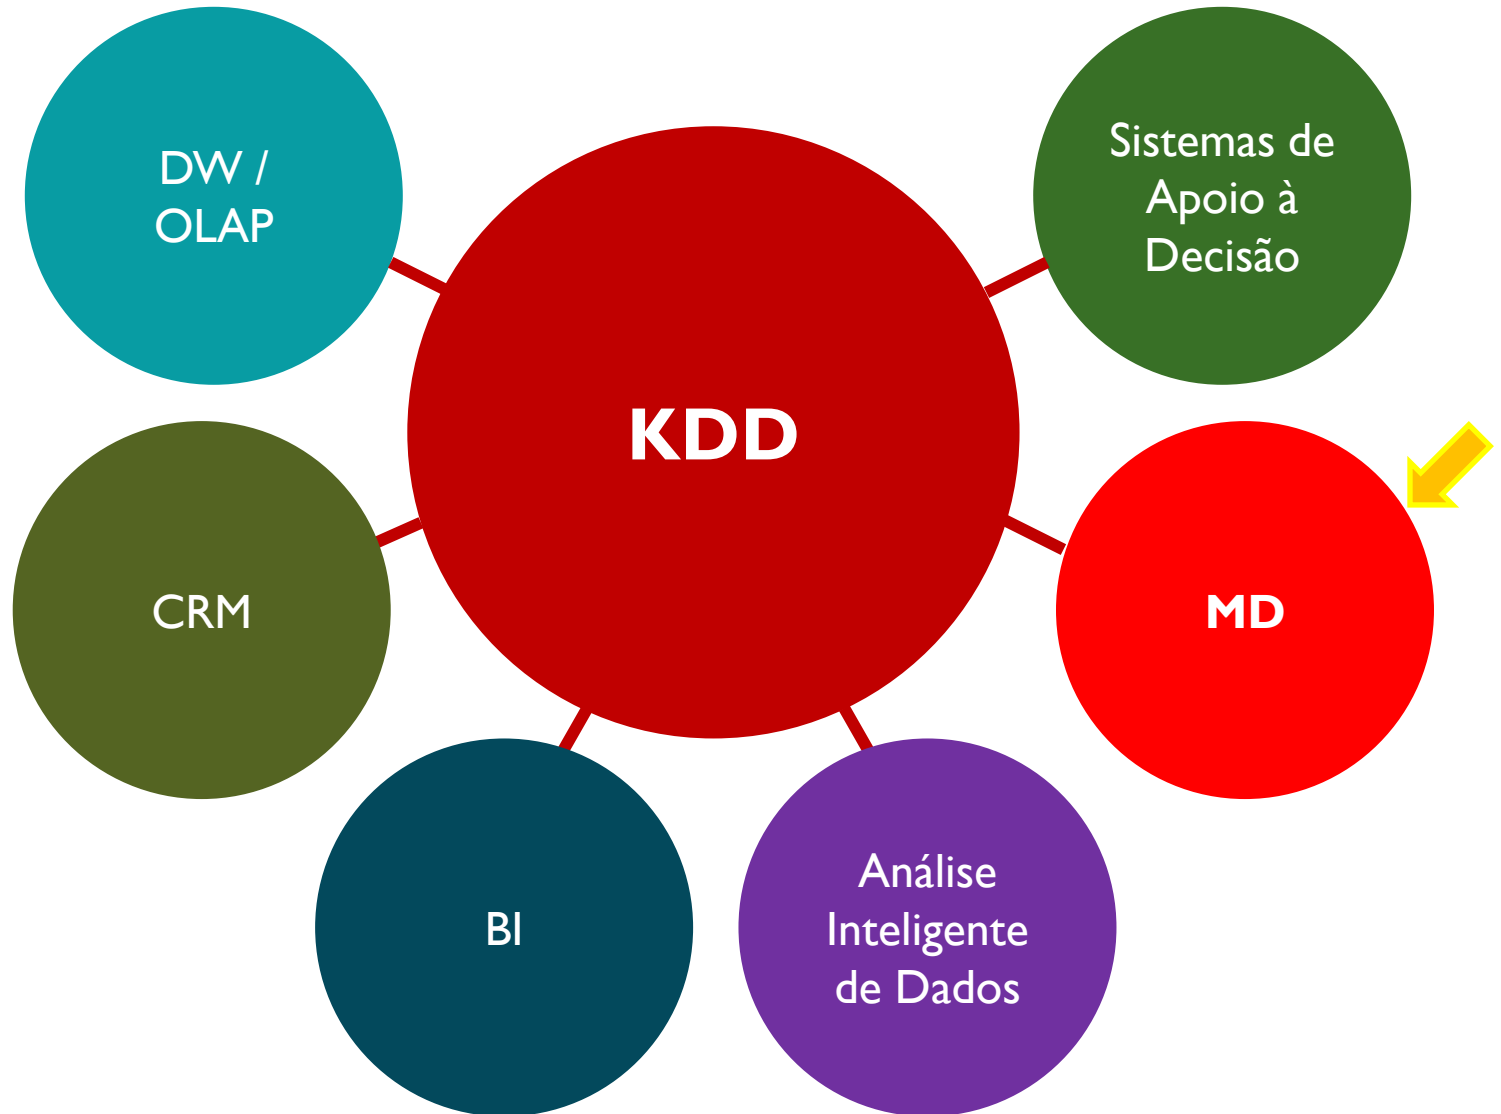 DW /
OLAP
Sistemas de
Apoio à
Decisão
KDD
CRM
MD
BI
Análise
Inteligente
de Dados